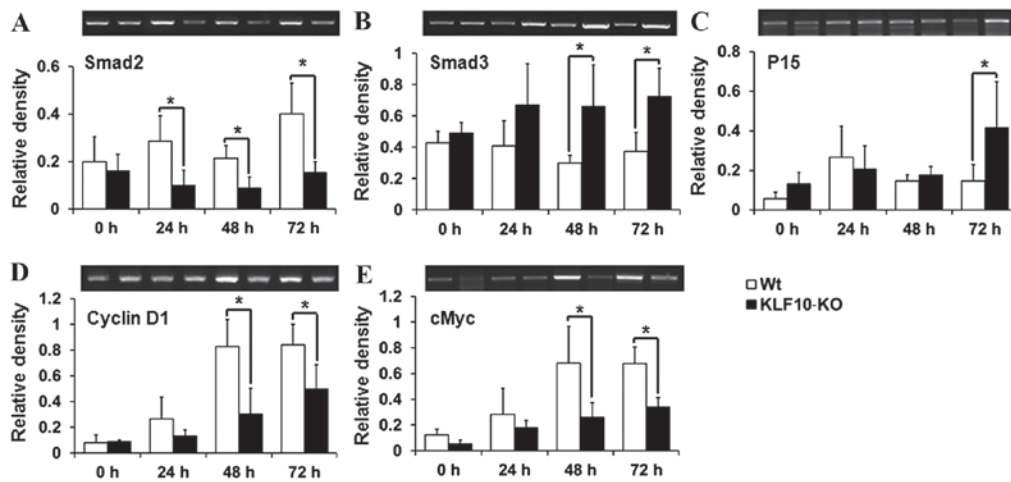 A
B
C
Smad2
Smad3
P15
Relative density
0.6
0.4
0.2
0
*
*
*
0 h 24 h 48 h 72 h
Relative density
1
0.8
0.6
0.4
0.2
0
*
*
0 h 24 h 48 h 72 h
Relative density
0.6
0.4
0.2
0
*
0 h 24 h 48 h 72 h
D
E
Cyclin D1
cMyc
Relative density
1.2
1
0.8
0.6
0.4
0.2
0
*
*
0 h 24 h 48 h 72 h
Relative density
1.2
1
0.8
0.6
0.4
0.2
0
*
*
0 h 24 h 48 h 72 h
Wt
KLF10-KO